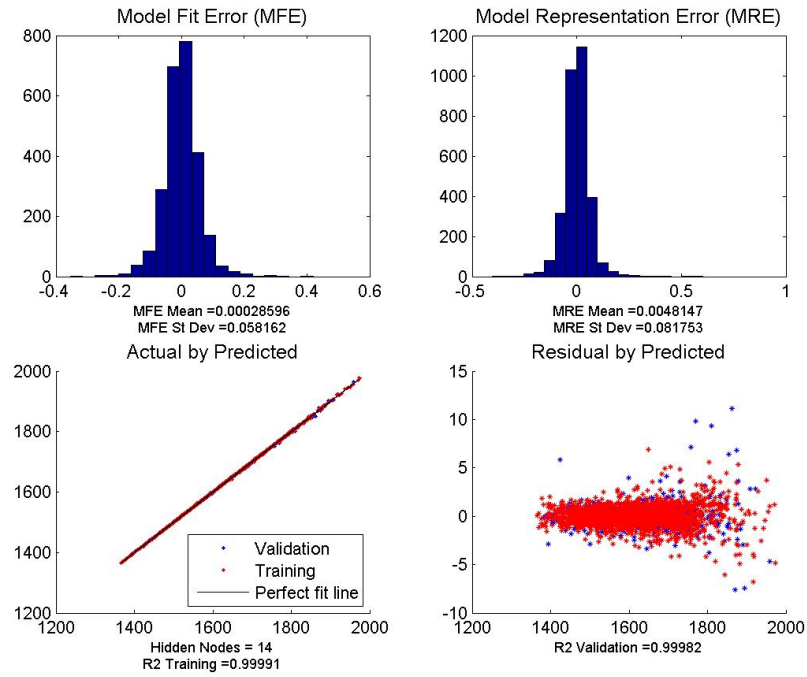 Model Fit Error (MFE)
800
600
400
200
0
-0.4 -0.2 0 0.2 0.4 0.6
MFE Mean =0.00028596
MFE St Dev =0.058162
Model Representation Error (MRE)
1200
1000
800
600
400
200
0
-0.5 0 0.5 1
MRE Mean =0.0048147
MRE St Dev =0.081753
Actual by Predicted
2000
1800
1600
1400
1200
Validation
Training
Perfect fit line
1200 1400 1600 1800 2000
Hidden Nodes = 14
R2 Training =0.99991
Residual by Predicted
15
10
5
0
-5
-10
1200 1400 1600 1800 2000
R2 Validation =0.99982